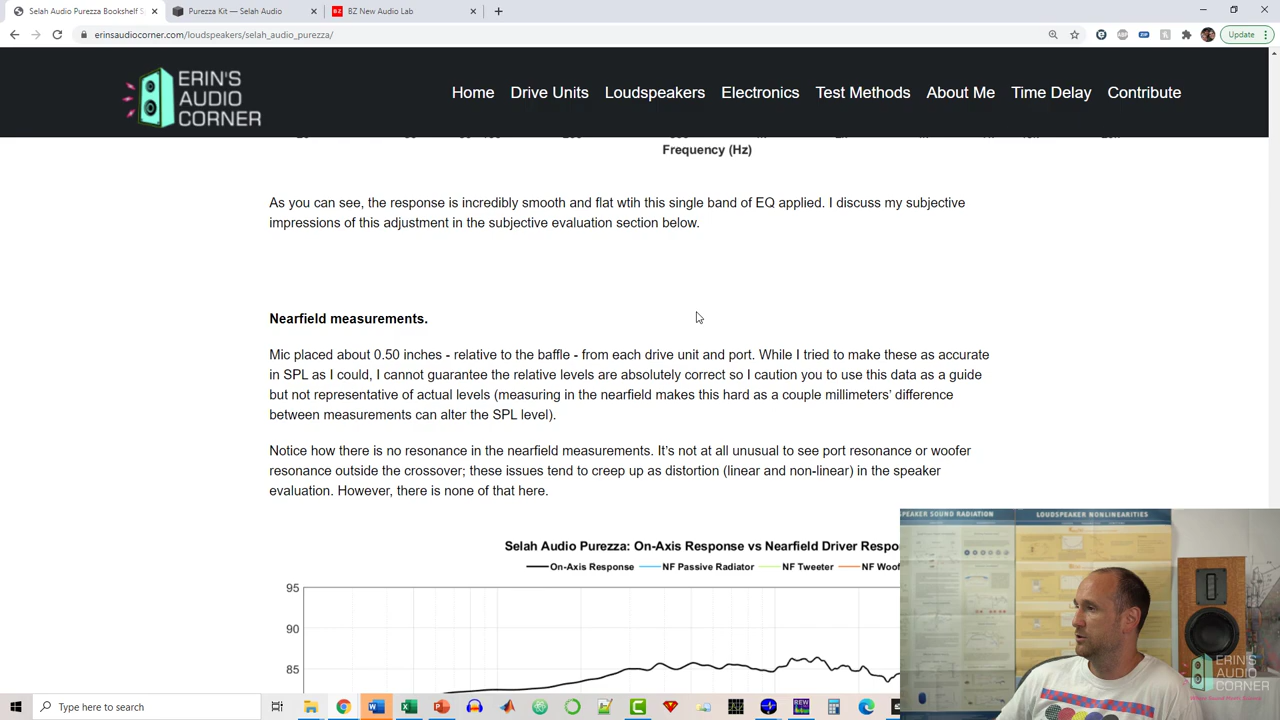 Selah Audio Purezza Bookshelf S
Purezza Kit — Selah Audio
BZ New Audio Lab
erinsaudiocorner.com/loudspeakers/selah_audio_purezza/
Update
ERIN'S
AUDIO
CORNER
Home Drive Units Loudspeakers Electronics Test Methods About Me Time Delay Contribute
Frequency (Hz)
As you can see, the response is incredibly smooth and flat wtih this single band of EQ applied. I discuss my subjective
impressions of this adjustment in the subjective evaluation section below.
Nearfield measurements.
Mic placed about 0.50 inches - relative to the baffle - from each drive unit and port. While I tried to make these as accurate
in SPL as I could, I cannot guarantee the relative levels are absolutely correct so I caution you to use this data as a guide
but not representative of actual levels (measuring in the nearfield makes this hard as a couple millimeters' difference
between measurements can alter the SPL level).
Notice how there is no resonance in the nearfield measurements. It's not at all unusual to see port resonance or woofer
resonance outside the crossover; these issues tend to creep up as distortion (linear and non-linear) in the speaker
evaluation. However, there is none of that here.
Selah Audio Purezza: On-Axis Response vs Nearfield Driver Respo
On-Axis Response NF Passive Radiator NF Tweeter NF Woof
95
90
85
SPEAKER SOUND RADIATION
LOUDSPEAKER NONLINEARITIES
ERIN'S
AUDIO
CORNER
Type here to search